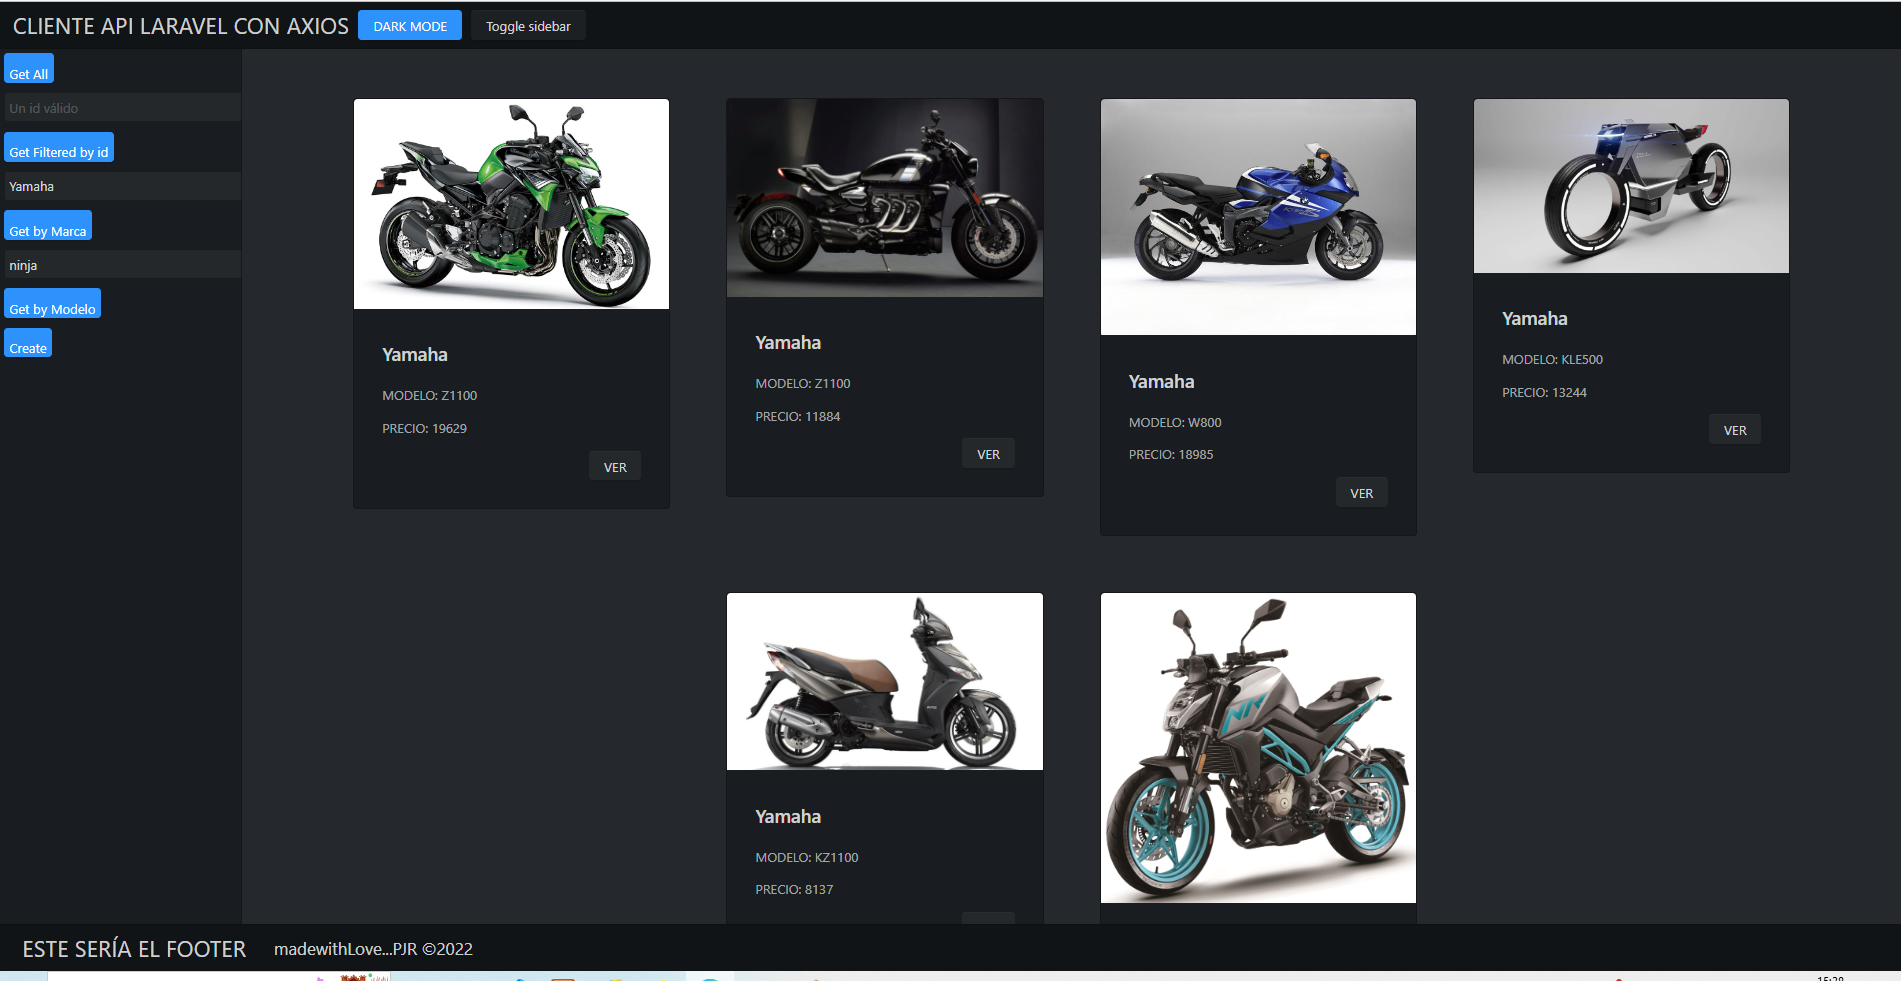 CLIENTE API LARAVEL CON AXIOS DARK MODE Toggle sidebar
Get All
Un id válido
Get Filtered by id
Yamaha
Get by Marca
ninja
Get by Modelo
Create
Yamaha
MODELO: Z1100
PRECIO: 19629
VER
Yamaha
MODELO: Z1100
PRECIO: 11884
VER
Yamaha
MODELO: W800
PRECIO: 18985
VER
Yamaha
MODELO: KLE500
PRECIO: 13244
VER
Yamaha
MODELO: KZ1100
PRECIO: 8137
NK
ESTE SERÍA EL FOOTER madewithLove...PJR ©2022